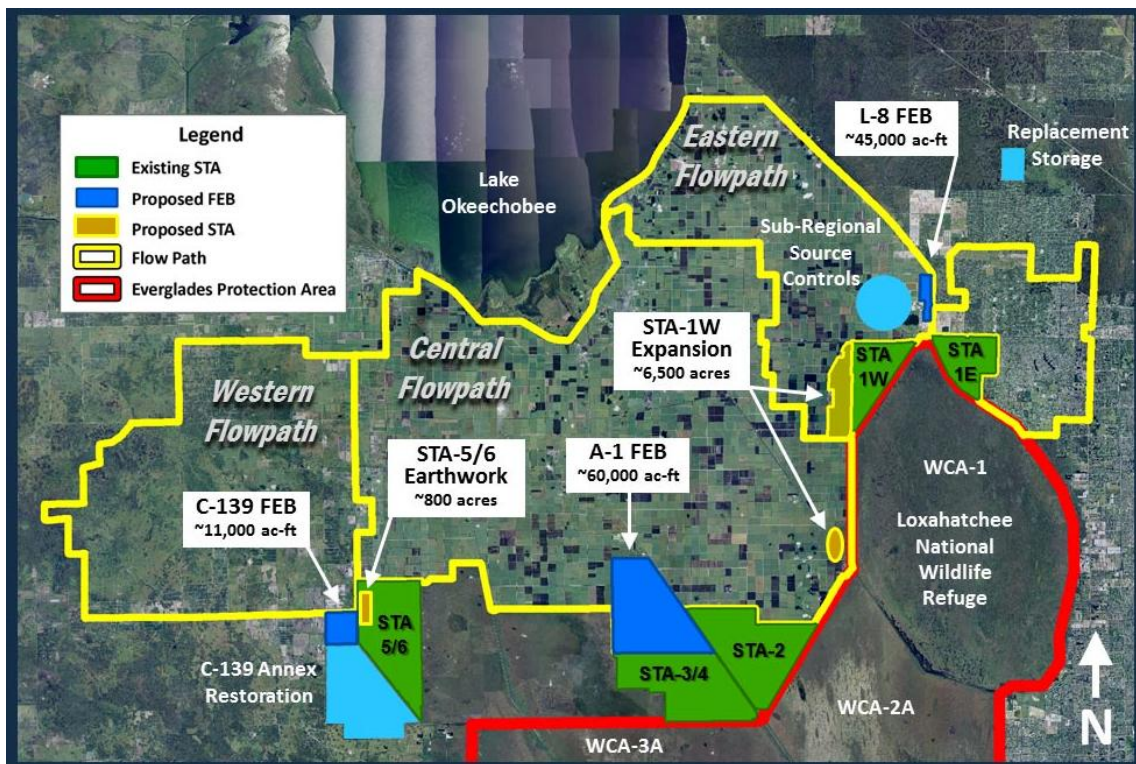 Legend
Existing STA
Proposed FEB
Proposed STA
Flow Path
Everglades Protection Area
Lake
Okeechobee
Eastern
Flowpath
L-8 FEB
~45,000 ac-ft
Replacement
Storage
Sub-Regional
Source
Controls
STA-1W
Expansion
~6,500 acres
STA
1W
STA
1E
Central
Flowpath
Western
Flowpath
STA-5/6
Earthwork
~800 acres
A-1 FEB
~60,000 ac-ft
C-139 FEB
~11,000 ac-ft
WCA-1
Loxahatchee
National
Wildlife
Refuge
STA
5/6
C-139 Annex
Restoration
STA-3/4
STA-2
WCA-2A
WCA-3A
N